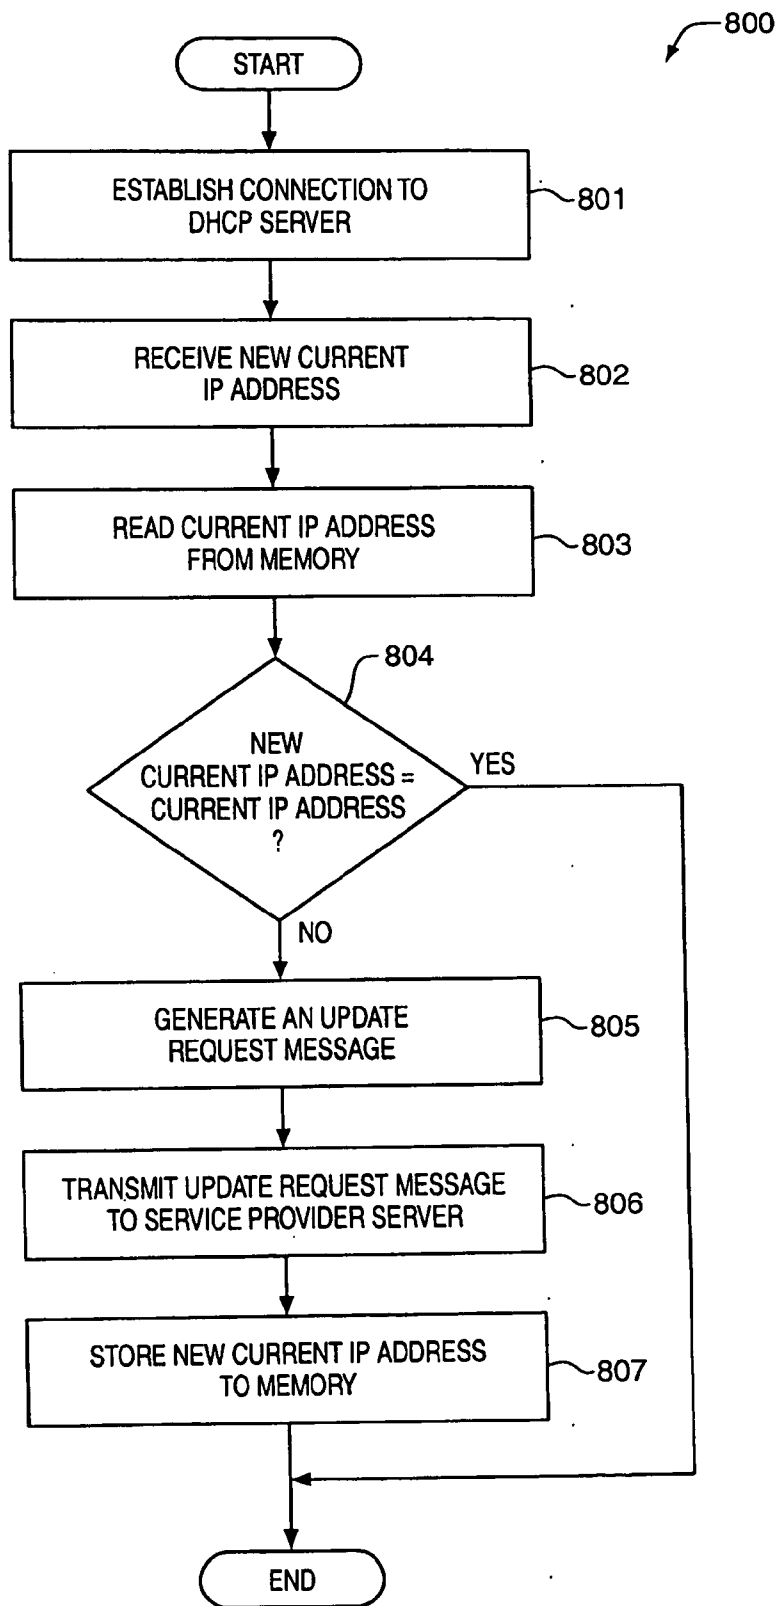 800
START
ESTABLISH CONNECTION TO
DHCP SERVER
801
RECEIVE NEW CURRENT
IP ADDRESS
802
READ CURRENT IP ADDRESS
FROM MEMORY
803
804
NEW
CURRENT IP ADDRESS =
CURRENT IP ADDRESS
?
YES
NO
GENERATE AN UPDATE
REQUEST MESSAGE
805
TRANSMIT UPDATE REQUEST MESSAGE
TO SERVICE PROVIDER SERVER
806
STORE NEW CURRENT IP ADDRESS
TO MEMORY
807
END